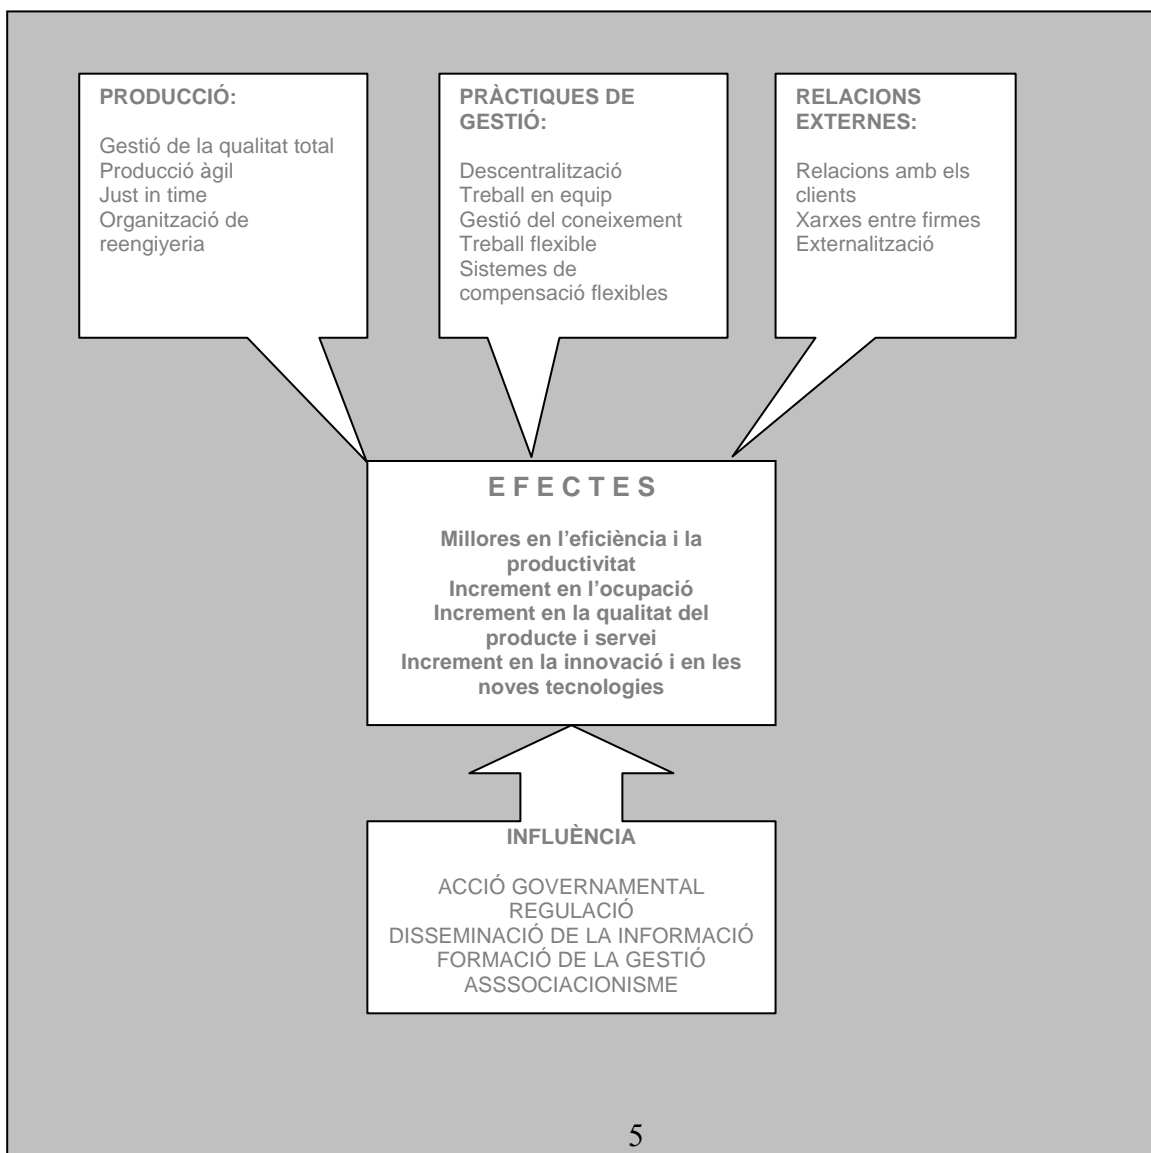 PRODUCCIÓ:
Gestió de la qualitat total
Producció àgil
Just in time
Organització de
reengiyeria
PRÀCTIQUES DE
GESTIÓ:
Descentralització
Treball en equip
Gestió del coneixement
Treball flexible
Sistemes de
compensació flexibles
RELACIONS
EXTERNES:
Relacions amb els
clients
Xarxes entre firmes
Externalització
E F E C T E S
Millores en l’eficiència i la
productivitat
Increment en l’ocupació
Increment en la qualitat del
producte i servei
Increment en la innovació i en les
noves tecnologies
INFLUÈNCIA
ACCIÓ GOVERNAMENTAL
REGULACIÓ
DISSEMINACIÓ DE LA INFORMACIÓ
FORMACIÓ DE LA GESTIÓ
ASSSOCIACIONISME
5